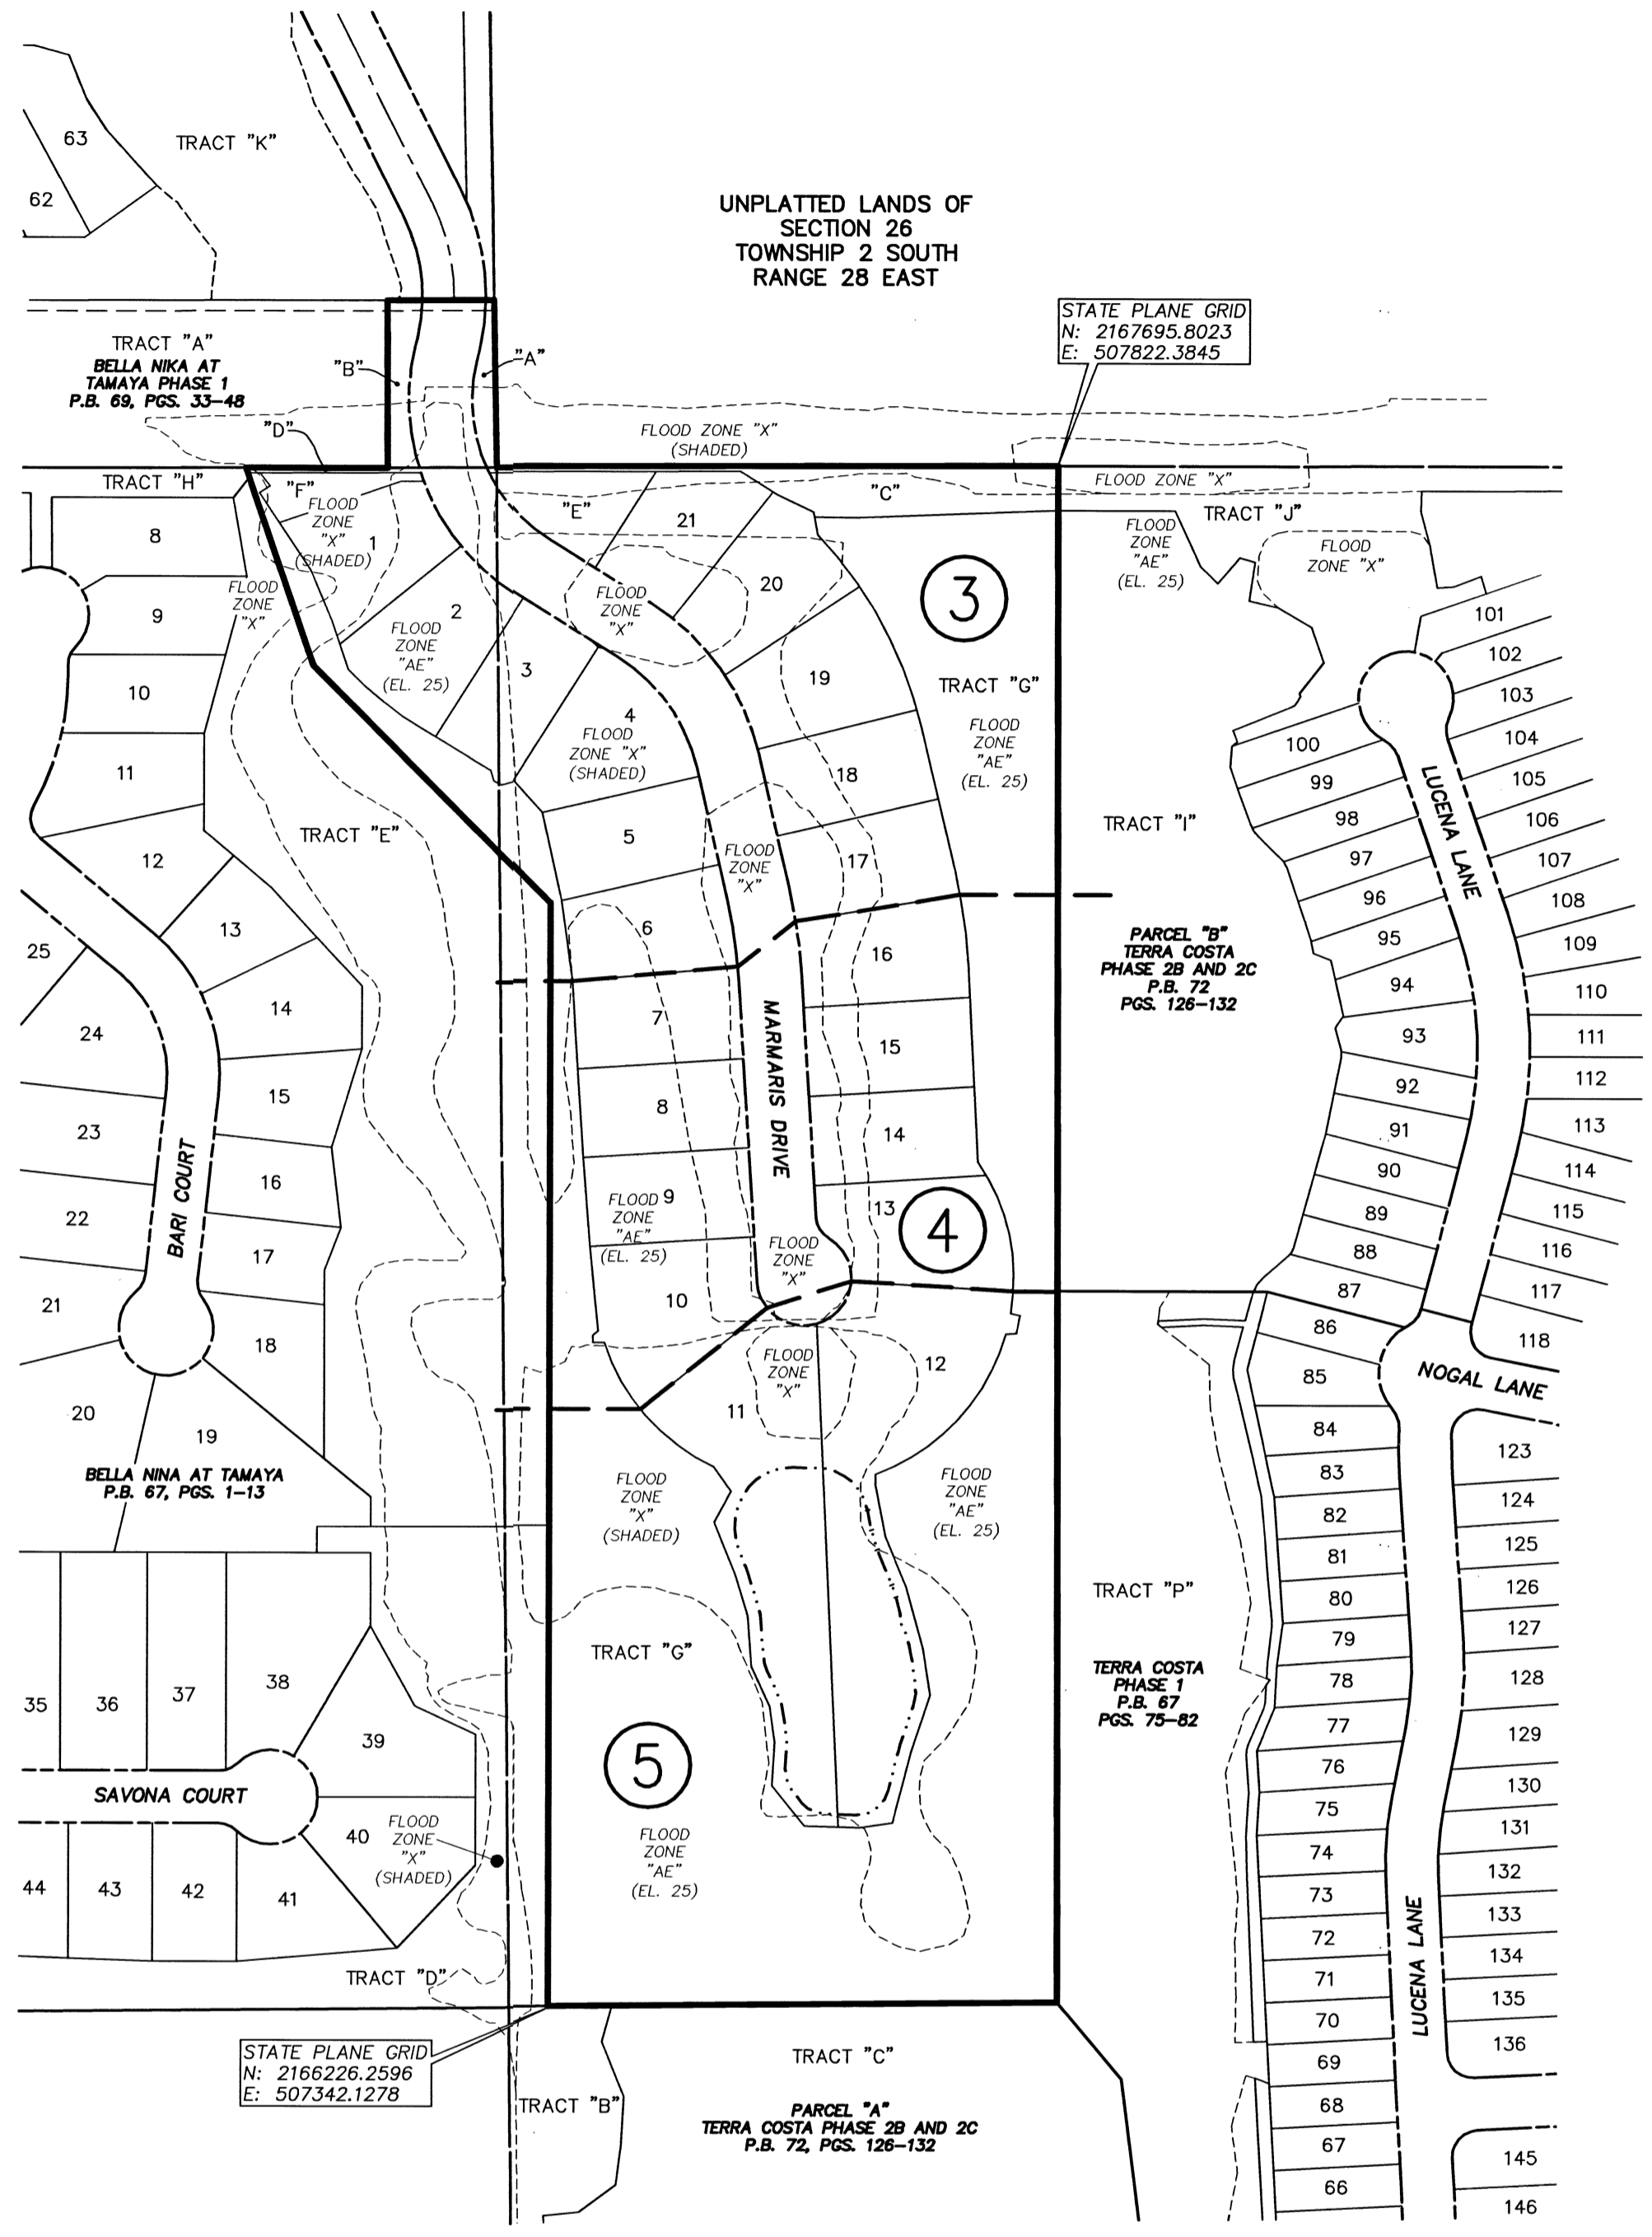 63
TRACT "K"
62
UNPLATTED LANDS OF
SECTION 26
TOWNSHIP 2 SOUTH
RANGE 28 EAST
STATE PLANE GRID
N: 2167695.8023
E: 507822.3845
TRACT "A"
BELLA NIKA AT
TAMAYA PHASE 1
P.B. 69, PGS. 33-48
"B"
"A"
"D"
FLOOD ZONE "X"
(SHADED)
TRACT "H"
"F"
"E"
"C"
FLOOD ZONE "X"
TRACT "J"
FLOOD
ZONE
"X"
(SHADED)
1
2
3
4
5
6
7
8
9
10
11
12
13
14
15
16
17
18
19
20
21
FLOOD
ZONE
"AE"
(EL. 25)
FLOOD
ZONE "X"
(SHADED)
FLOOD
ZONE
"X"
FLOOD
ZONE
"X"
MARMARIS DRIVE
FLOOD
ZONE
"AE"
(EL. 25)
FLOOD
ZONE
"X"
FLOOD
ZONE
"X"
3
TRACT "G"
FLOOD
ZONE
"AE"
(EL. 25)
4
FLOOD
ZONE
"X"
(SHADED)
FLOOD
ZONE
"AE"
(EL. 25)
TRACT "G"
5
FLOOD
ZONE
"AE"
(EL. 25)
8
9
10
11
12
13
14
15
16
17
18
19
20
21
22
23
24
25
FLOOD
ZONE
"X"
TRACT "E"
BARI COURT
BELLA NINA AT TAMAYA
P.B. 67, PGS. 1-13
35
36
37
38
39
40
41
42
43
44
SAVONA COURT
FLOOD
ZONE
"X"
(SHADED)
TRACT "D"
STATE PLANE GRID
N: 2166226.2596
E: 507342.1278
TRACT "B"
TRACT "C"
PARCEL "A"
TERRA COSTA PHASE 2B AND 2C
P.B. 72, PGS. 126-132
FLOOD
ZONE
"AE"
(EL. 25)
FLOOD
ZONE "X"
TRACT "I"
PARCEL "B"
TERRA COSTA
PHASE 2B AND 2C
P.B. 72
PGS. 126-132
TRACT "P"
TERRA COSTA
PHASE 1
P.B. 67
PGS. 75-82
101
102
103
104
105
106
107
108
109
110
111
112
113
114
115
116
117
118
LUCENA LANE
100
99
98
97
96
95
94
93
92
91
90
89
88
87
86
85
84
83
82
81
80
79
78
77
76
75
74
73
72
71
70
69
68
67
66
NOGAL LANE
123
124
125
126
127
128
129
130
131
132
133
134
135
136
LUCENA LANE
145
146